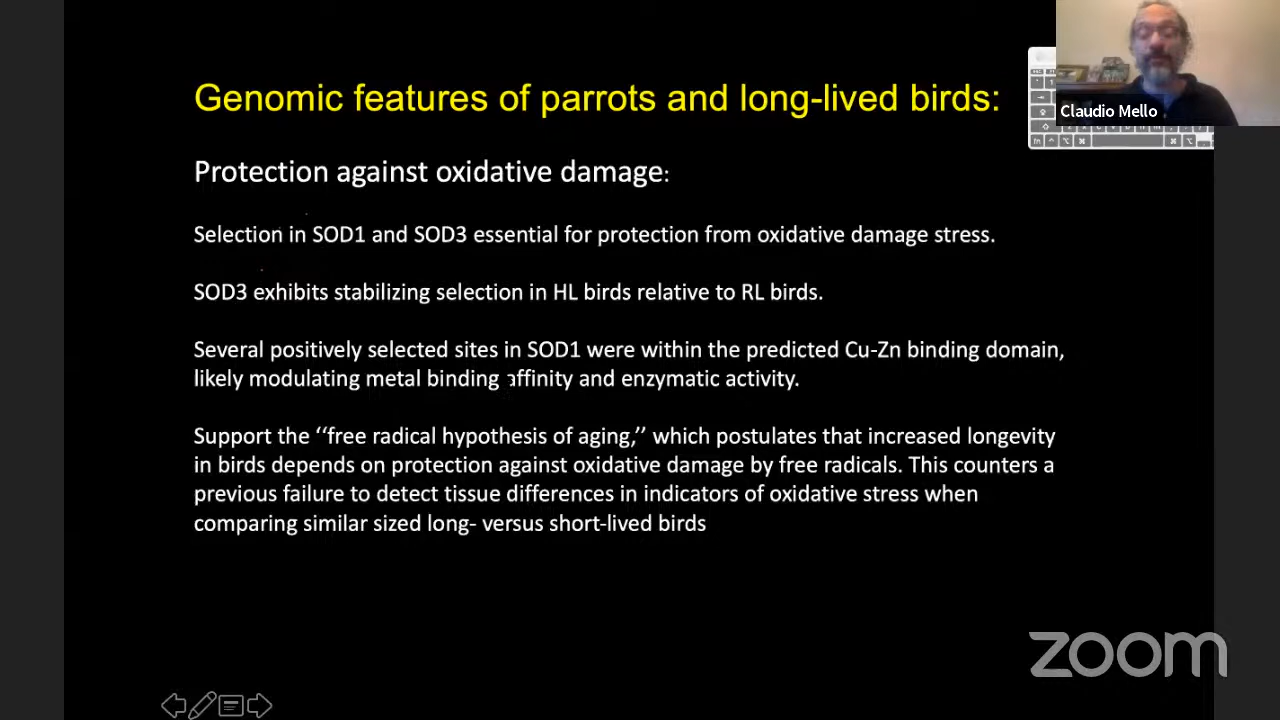 Genomic features of parrots and long-lived birds:
Claudio Mello
Protection against oxidative damage:
Selection in SOD1 and SOD3 essential for protection from oxidative damage stress.
SOD3 exhibits stabilizing selection in HL birds relative to RL birds.
Several positively selected sites in SOD1 were within the predicted Cu-Zn binding domain,
likely modulating metal binding affinity and enzymatic activity.
Support the ‘‘free radical hypothesis of aging,’’ which postulates that increased longevity
in birds depends on protection against oxidative damage by free radicals. This counters a
previous failure to detect tissue differences in indicators of oxidative stress when
comparing similar sized long- versus short-lived birds
zoom